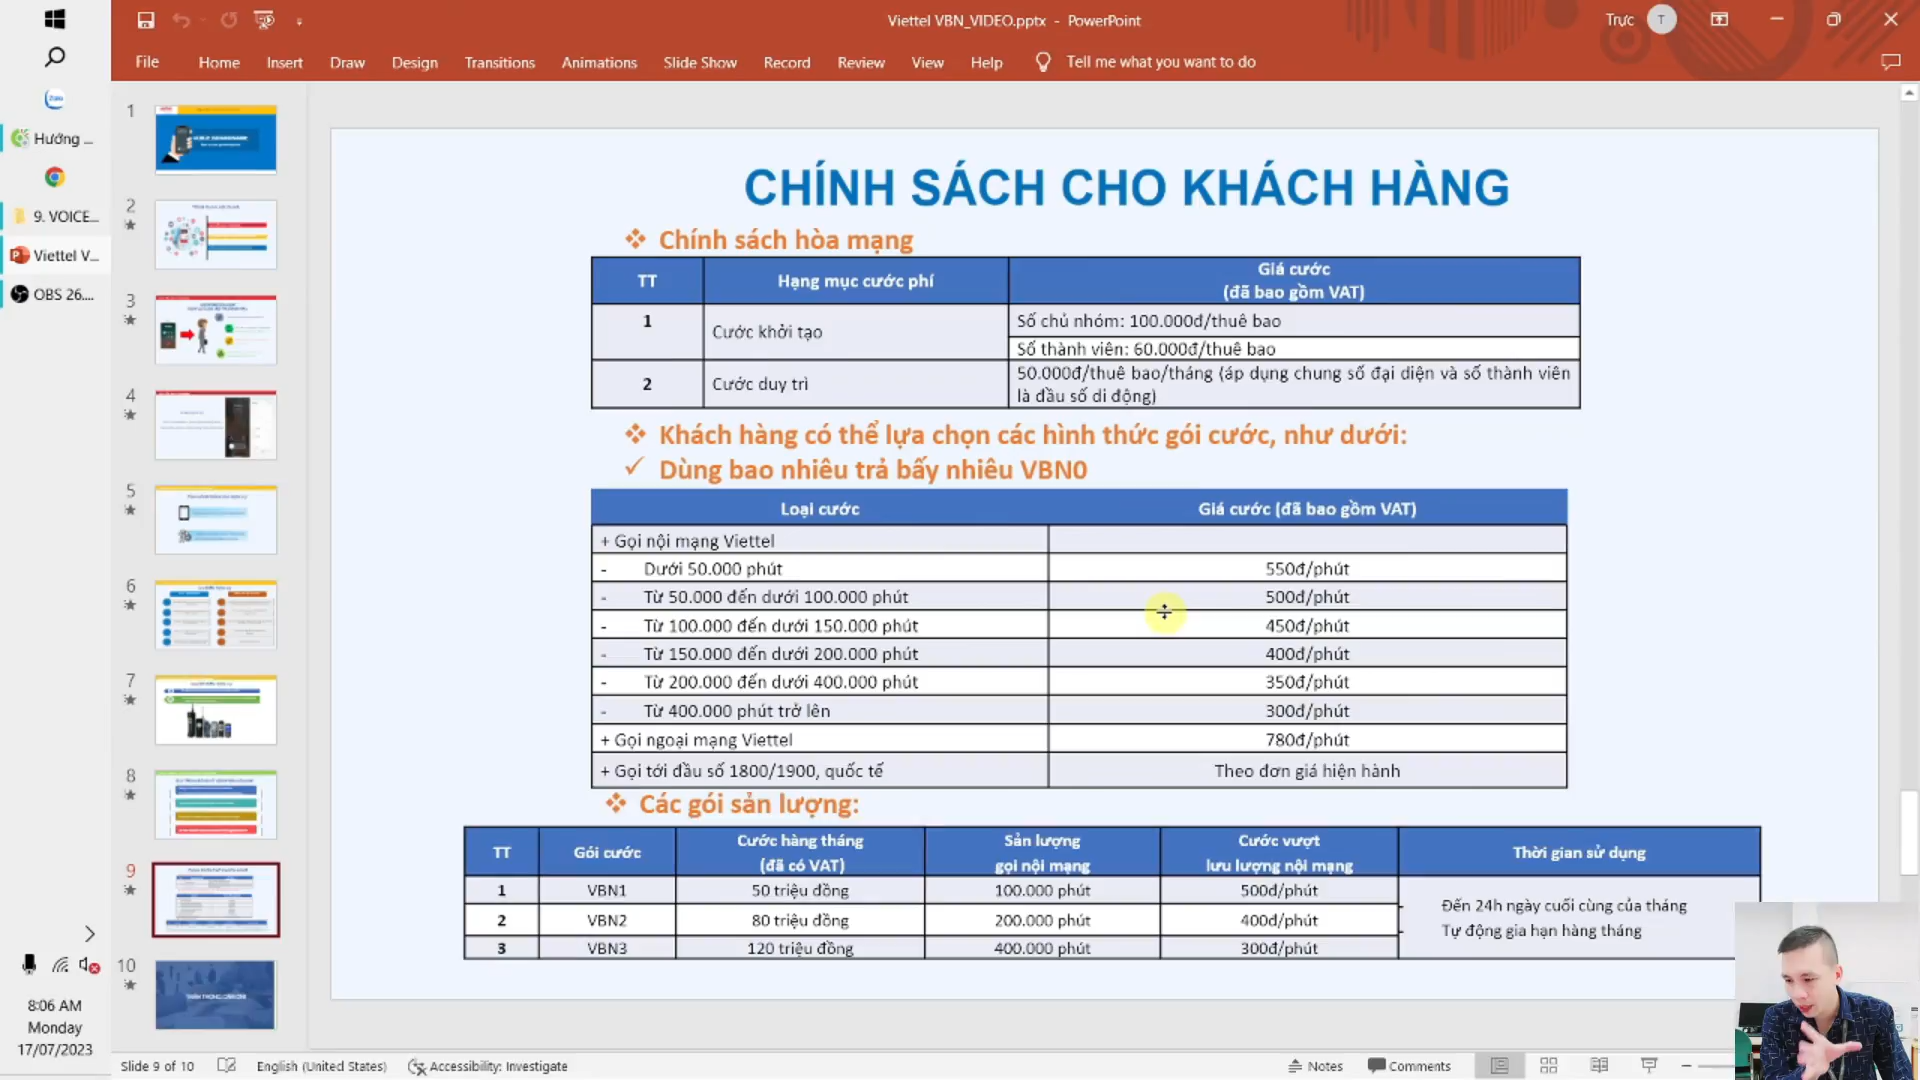 Viettel VBN_VIDEO.pptx - PowerPoint
Trực T
File Home Insert Draw Design Transitions Animations Slide Show Record Review View Help Tell me what you want to do
Zalo
Hướng ...
9. VOICE...
Viettel V...
OBS 26....
1
2
3
4
5
6
7
8
9
10
CHÍNH SÁCH CHO KHÁCH HÀNG
Chính sách hòa mạng
TT Hạng mục cước phí Giá cước
(đã bao gồm VAT)
1 Cước khởi tạo Số chủ nhóm: 100.000đ/thuê bao
Số thành viên: 60.000đ/thuê bao
2 Cước duy trì 50.000đ/thuê bao/tháng (áp dụng chung số đại diện và số thành viên
là đầu số di động)
Khách hàng có thể lựa chọn các hình thức gói cước, như dưới:
Dùng bao nhiêu trả bấy nhiêu VBN0
Loại cước Giá cước (đã bao gồm VAT)
+ Gọi nội mạng Viettel
- Dưới 50.000 phút 550đ/phút
- Từ 50.000 đến dưới 100.000 phút 500đ/phút
- Từ 100.000 đến dưới 150.000 phút 450đ/phút
- Từ 150.000 đến dưới 200.000 phút 400đ/phút
- Từ 200.000 đến dưới 400.000 phút 350đ/phút
- Từ 400.000 phút trở lên 300đ/phút
+ Gọi ngoại mạng Viettel 780đ/phút
+ Gọi tới đầu số 1800/1900, quốc tế Theo đơn giá hiện hành
Các gói sản lượng:
TT Gói cước Cước hàng tháng
(đã có VAT) Sản lượng
gọi nội mạng Cước vượt
lưu lượng nội mạng Thời gian sử dụng
1 VBN1 50 triệu đồng 100.000 phút 500đ/phút
2 VBN2 80 triệu đồng 200.000 phút 400đ/phút
3 VBN3 120 triệu đồng 400.000 phút 300đ/phút
- Đến 24h ngày cuối cùng của tháng
- Tự động gia hạn hàng tháng
8:06 AM
Monday
17/07/2023
Slide 9 of 10 English (United States) Accessibility: Investigate Notes Comments